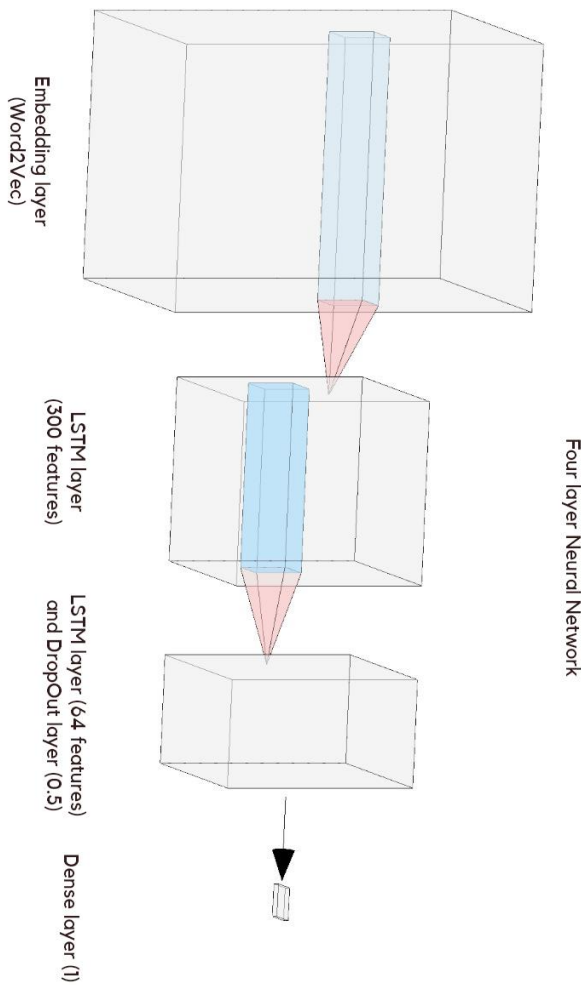 Four layer Neural Network
Embedding layer
(Word2Vec)
LSTM layer
(300 features)
LSTM layer (64 features)
and DropOut layer (0.5)
Dense layer (1)